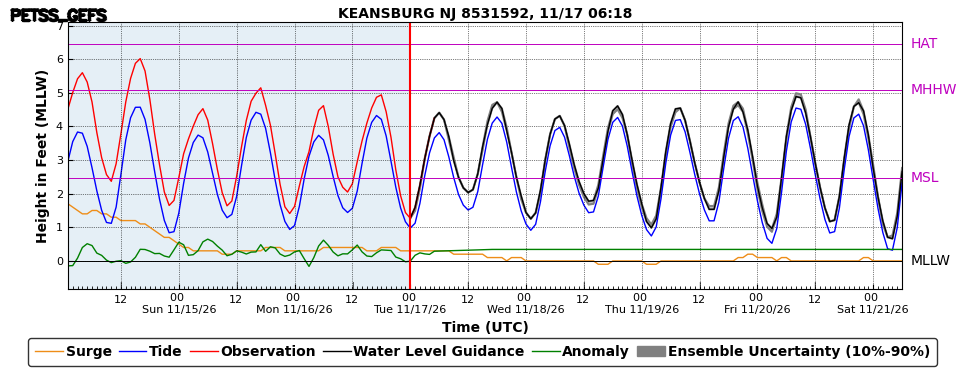 PETSS_GEFS
KEANSBURG NJ 8531592, 11/17 06:18
Height in Feet (MLLW)
7
6
5
4
3
2
1
0
HAT
MHHW
MSL
MLLW
12 00 12 00 12 00 12 00 12 00 12 00 12 00
Sun 11/15/26 Mon 11/16/26 Tue 11/17/26 Wed 11/18/26 Thu 11/19/26 Fri 11/20/26 Sat 11/21/26
Time (UTC)
Surge Tide Observation Water Level Guidance Anomaly Ensemble Uncertainty (10%-90%)